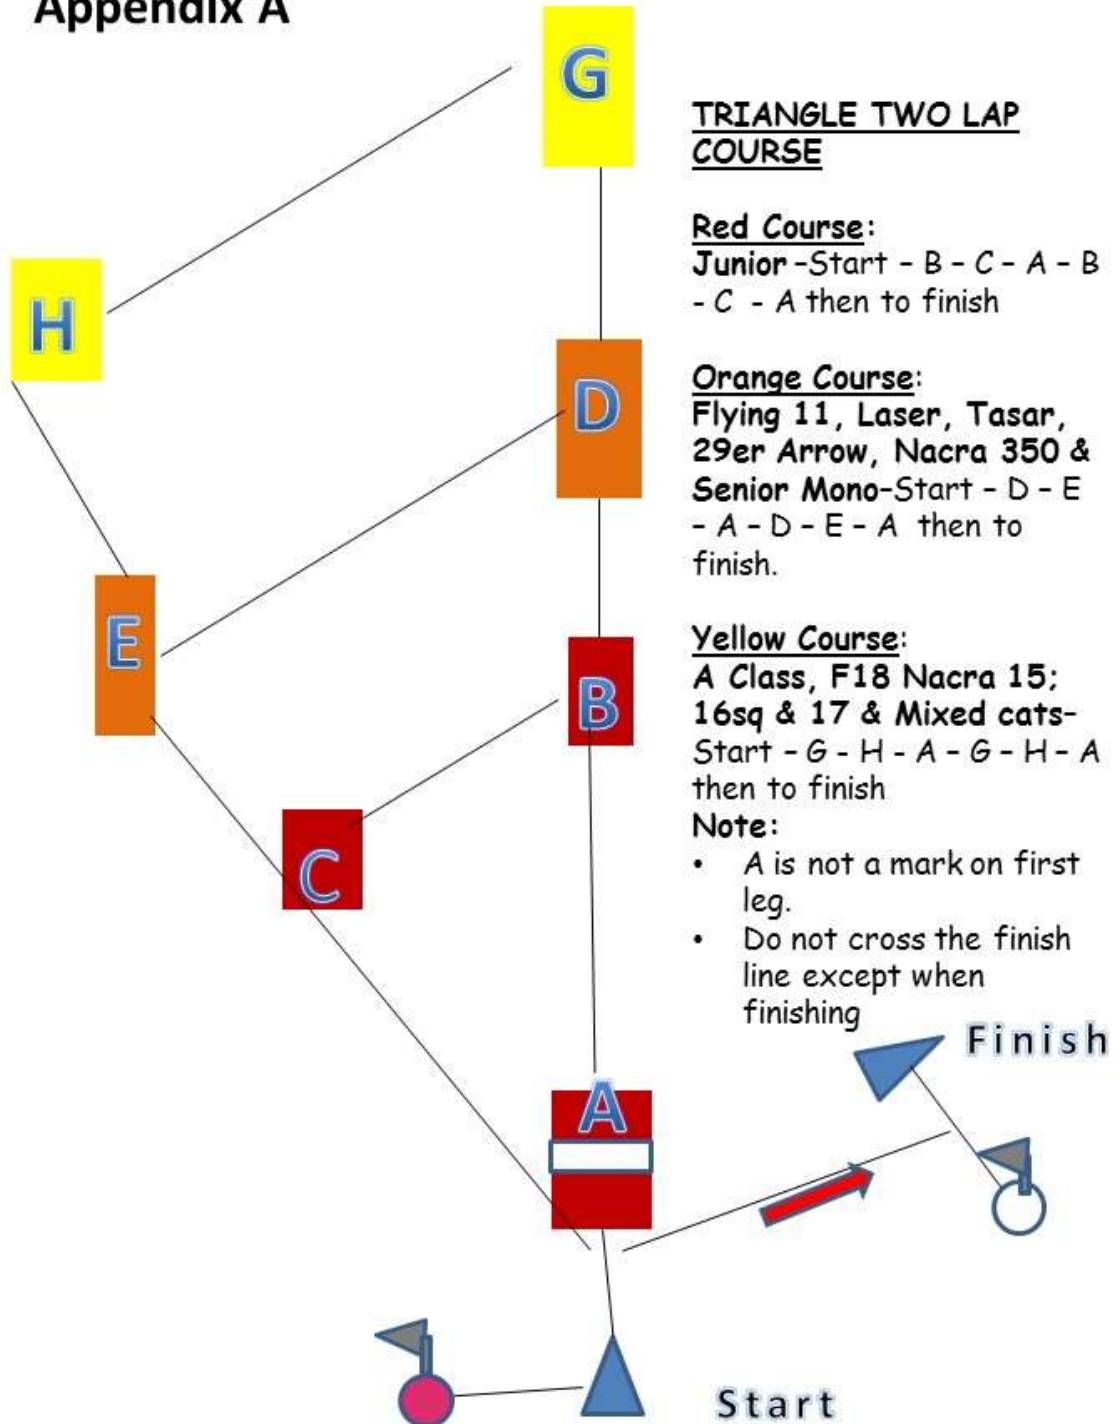 Appendix A
G
TRIANGLE TWO LAP
COURSE
Red Course:
Junior –Start – B – C – A – B
- C - A then to finish
H
Orange Course:
D
Flying 11, Laser, Tasar,
29er Arrow, Nacra 350 &
Senior Mono–Start – D – E
– A – D – E – A then to
finish.
E
Yellow Course:
B
A Class, F18 Nacra 15;
16sq & 17 & Mixed cats–
Start – G - H - A – G – H – A
then to finish
Note:
C
• A is not a mark on first
leg.
• Do not cross the finish
line except when
finishing
Finish
A
Start